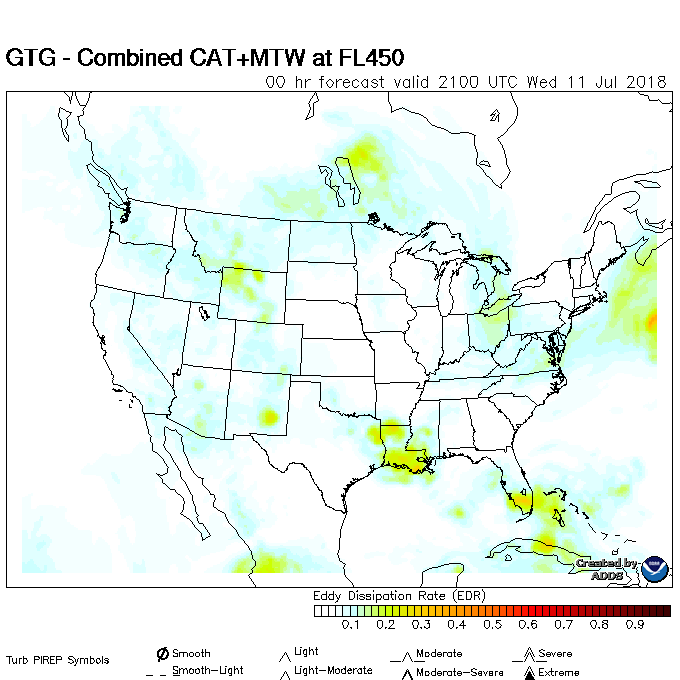 GTG - Combined CAT+MTW at FL450
00 hr forecast valid 2100 UTC Wed 11 Jul 2018
Created by
ADDS
Eddy Dissipation Rate (EDR)
0.1 0.2 0.3 0.4 0.5 0.6 0.7 0.8 0.9
Turb PIREP Symbols
Smooth Light Moderate Severe
Smooth-Light Light-Moderate Moderate-Severe Extreme